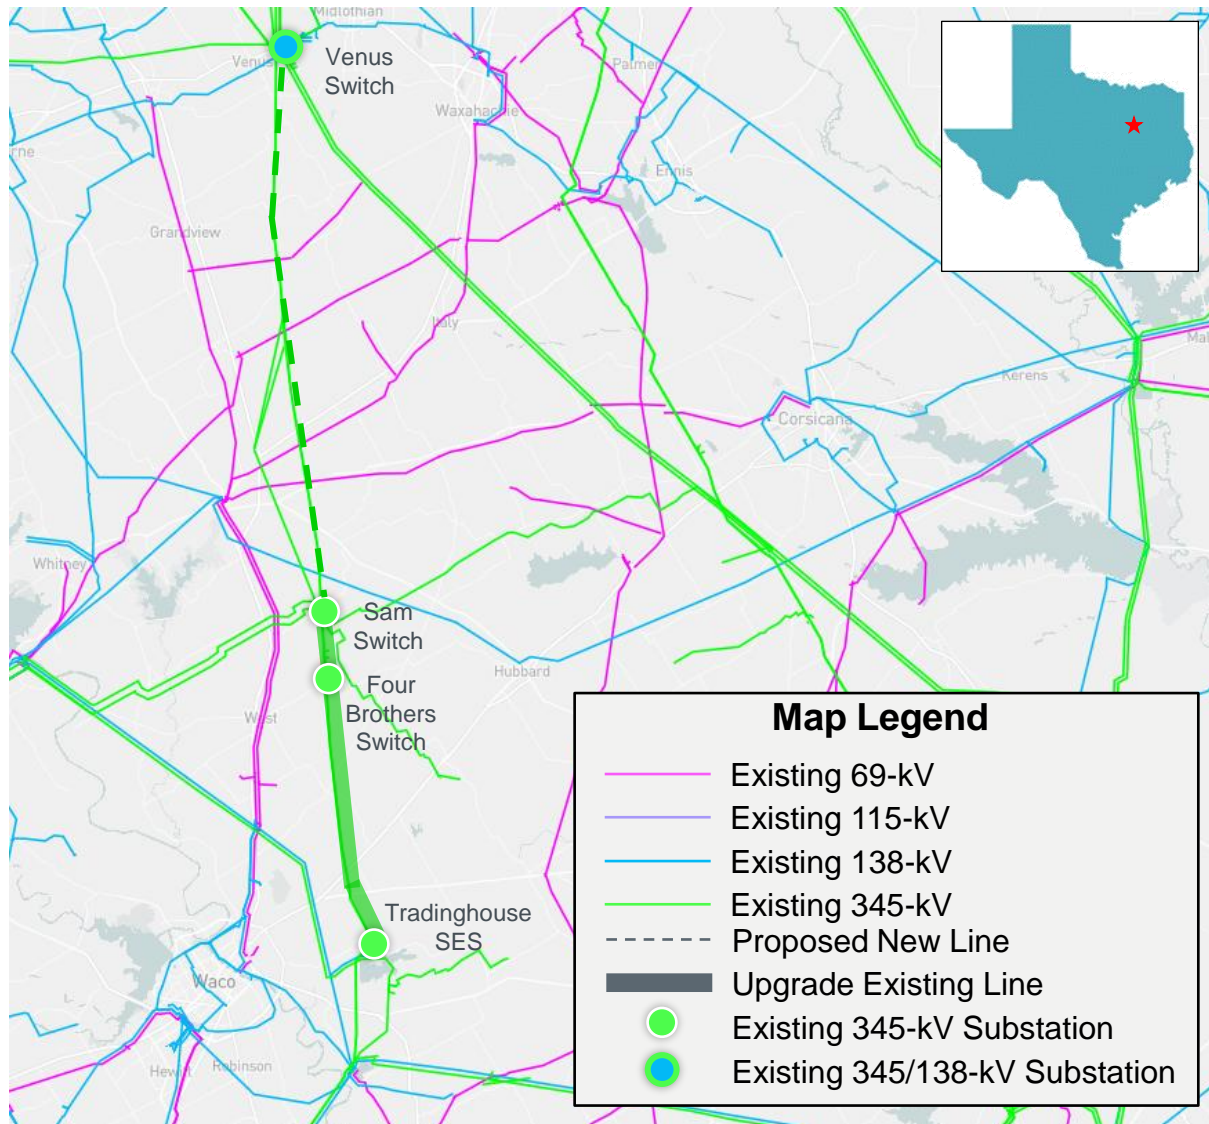 Midlothian
Venus
Venus
Switch
Palmer
Waxahachie
Ennis
Grandview
Italy
Kerens
Corsicana
Whitney
Sam
Switch
Hubbard
Four
Brothers
Switch
West
Tradinghouse
SES
Waco
Robinson
Map Legend
Existing 69-kV
Existing 115-kV
Existing 138-kV
Existing 345-kV
Proposed New Line
Upgrade Existing Line
Existing 345-kV Substation
Existing 345/138-kV Substation